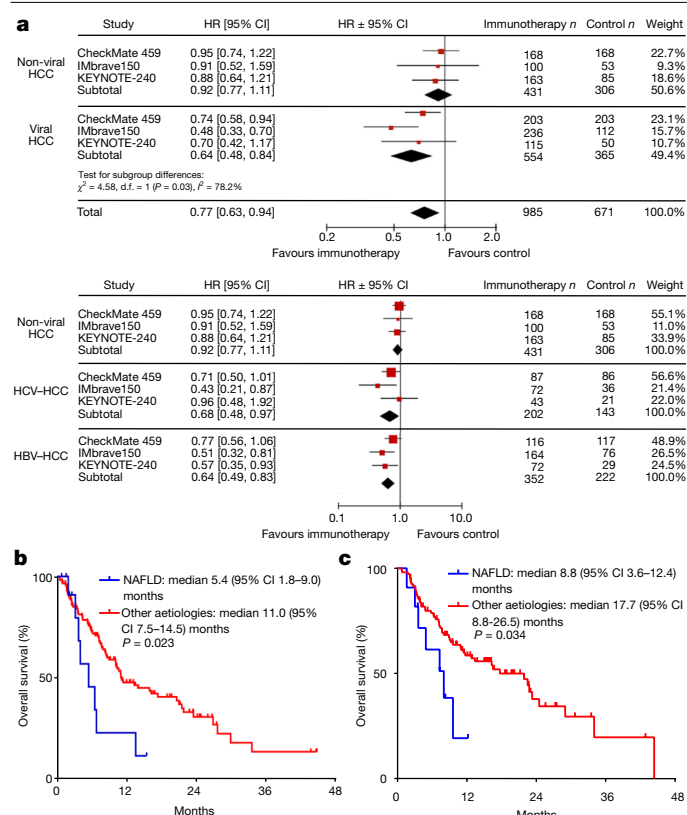 a
Study HR [95% CI] HR ± 95% CI Immunotherapy n Control n Weight
Non-viral HCC
CheckMate 459 0.95 [0.74, 1.22] 168 168 22.7%
IMbrave150 0.91 [0.52, 1.59] 100 53 9.3%
KEYNOTE-240 0.88 [0.64, 1.21] 163 85 18.6%
Subtotal 0.92 [0.77, 1.11] 431 306 50.6%
Viral HCC
CheckMate 459 0.74 [0.58, 0.94] 203 203 23.1%
IMbrave150 0.48 [0.33, 0.70] 236 112 15.7%
KEYNOTE-240 0.70 [0.42, 1.17] 115 50 10.7%
Subtotal 0.64 [0.48, 0.84] 554 365 49.4%
Test for subgroup differences:
χ² = 4.58, d.f. = 1 (P = 0.03), I² = 78.2%
Total 0.77 [0.63, 0.94] 985 671 100.0%
0.2 0.5 1.0 2.0
Favours immunotherapy Favours control
Study HR [95% CI] HR ± 95% CI Immunotherapy n Control n Weight
Non-viral HCC
CheckMate 459 0.95 [0.74, 1.22] 168 168 55.1%
IMbrave150 0.91 [0.52, 1.59] 100 53 11.0%
KEYNOTE-240 0.88 [0.64, 1.21] 163 85 33.9%
Subtotal 0.92 [0.77, 1.11] 431 306 100.0%
HCV–HCC
CheckMate 459 0.71 [0.50, 1.01] 87 86 56.6%
IMbrave150 0.43 [0.21, 0.87] 72 36 21.4%
KEYNOTE-240 0.96 [0.48, 1.92] 43 21 22.0%
Subtotal 0.68 [0.48, 0.97] 202 143 100.0%
HBV–HCC
CheckMate 459 0.77 [0.56, 1.06] 116 117 48.9%
IMbrave150 0.51 [0.32, 0.81] 164 76 26.5%
KEYNOTE-240 0.57 [0.35, 0.93] 72 29 24.5%
Subtotal 0.64 [0.49, 0.83] 352 222 100.0%
0.1 1.0 10.0
Favours immunotherapy Favours control
b
NAFLD: median 5.4 (95% CI 1.8–9.0)
months
Other aetiologies: median 11.0 (95%
CI 7.5–14.5) months
P = 0.023
Overall survival (%)
100
50
0
0 12 24 36 48
Months
c
NAFLD: median 8.8 (95% CI 3.6–12.4)
months
Other aetiologies: median 17.7 (95% CI
8.8-26.5) months
P = 0.034
Overall survival (%)
100
50
0
0 12 24 36 48
Months